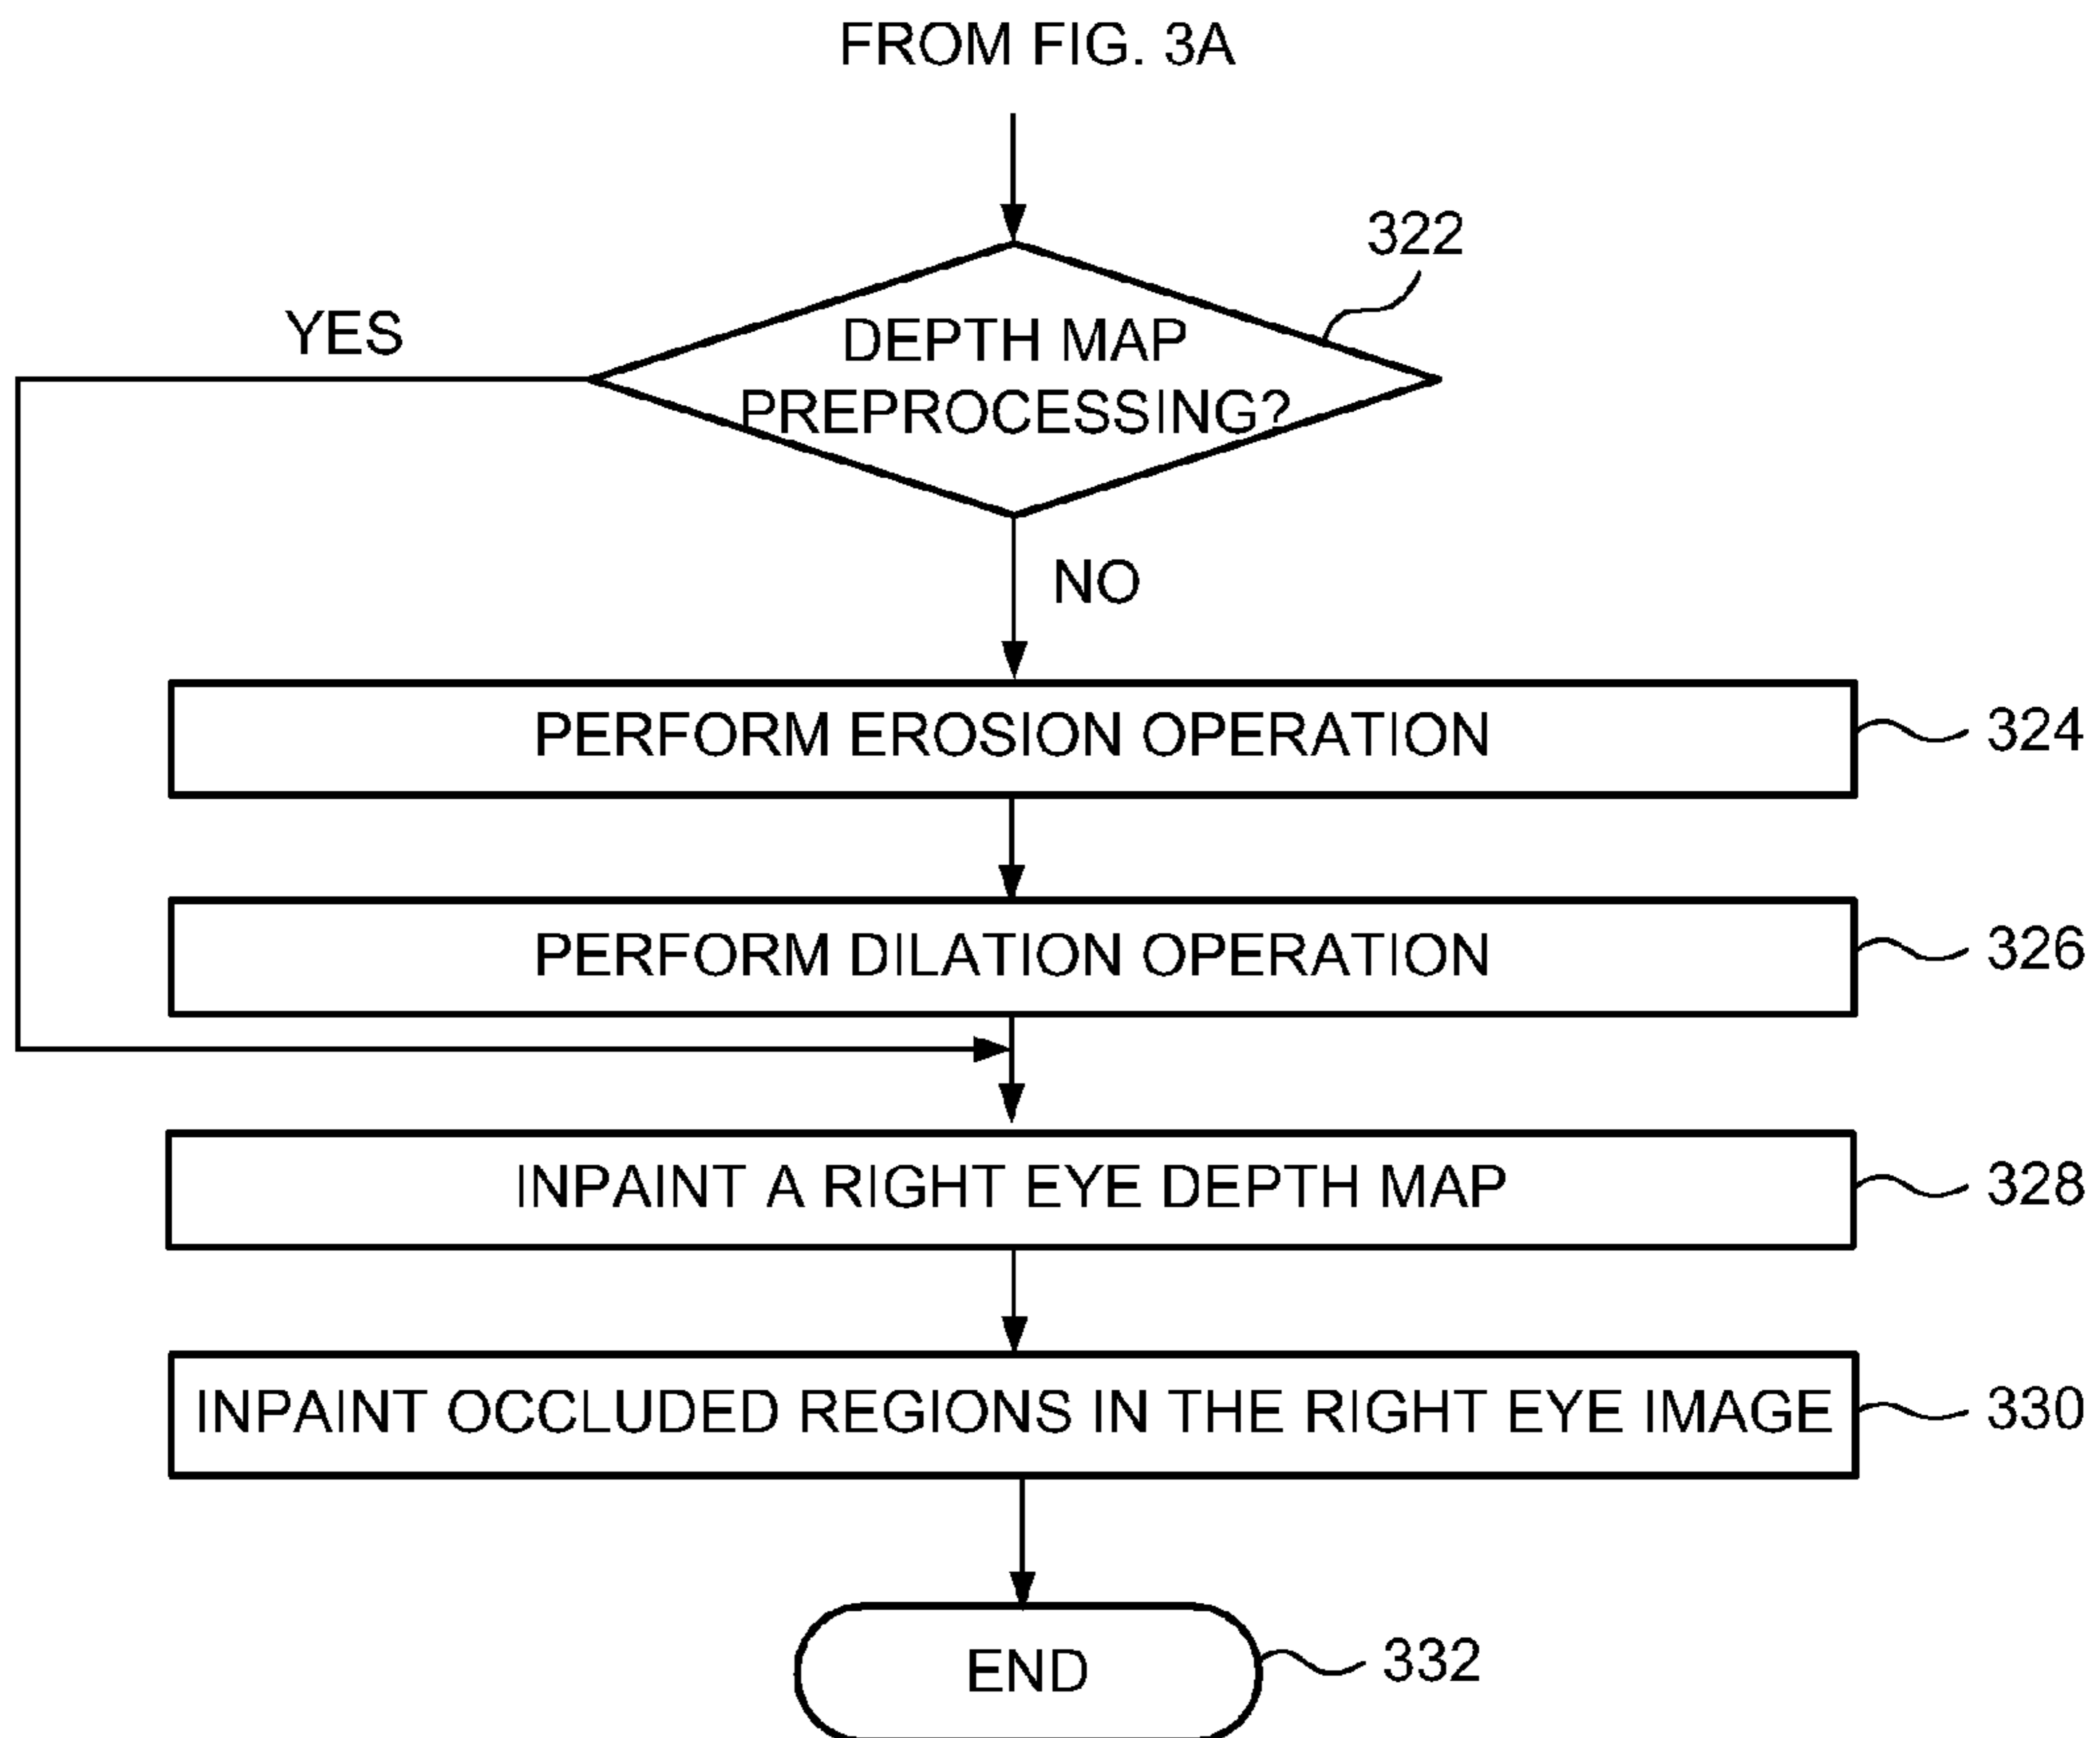 FROM FIG. 3A
322
DEPTH MAP
PREPROCESSING?
YES
NO
PERFORM EROSION OPERATION
324
PERFORM DILATION OPERATION
326
INPAINT A RIGHT EYE DEPTH MAP
328
INPAINT OCCLUDED REGIONS IN THE RIGHT EYE IMAGE
330
END
332